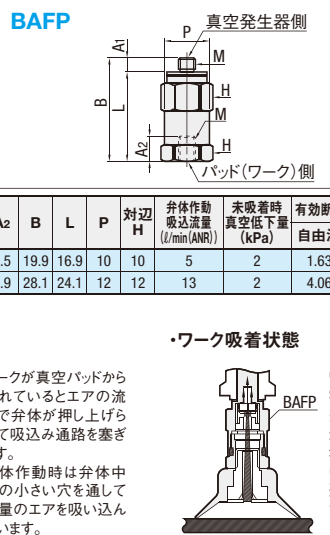 BAFP
真空発生器側
P
A1
M
B
L
H
M
A2
H
パッド(ワーク)側
A2 B L P 対辺H 弁体作動吸込流量(ℓ/min(ANR)) 未吸着時真空低下量(kPa) 有効断
自由
.5 19.9 16.9 10 10 5 2 1.63
.9 28.1 24.1 12 12 13 2 4.06
・ワーク吸着状態
ークが真空パッドから
れているとエアの流
で弁体が押し上げら
て吸込み通路を塞ぎ
す。
体作動時は弁体中
の小さい穴を通して
量のエアを吸い込ん
います。
BAFP